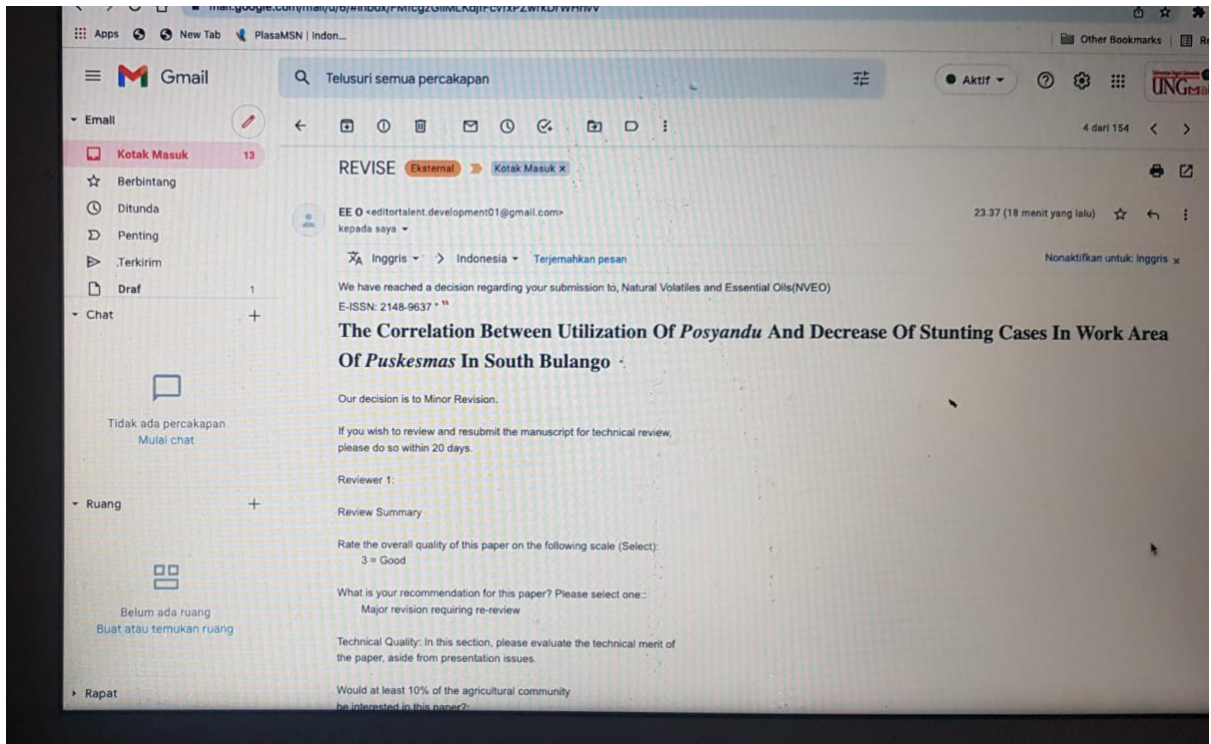 Apps New Tab PlasaMSN | Indon... Other Bookmarks
Gmail Telusuri semua percakapan Aktif
Email
4 dari 154
Kotak Masuk 13
REVISE Eksternal Kotak Masuk x
Berbintang
Ditunda
EE O <editortalent.development01@gmail.com> 23.37 (18 menit yang lalu)
kepada saya
Penting
Terkirim
Inggris > Indonesia Terjemahkan pesan Nonaktifkan untuk: Inggris x
Draf 1
We have reached a decision regarding your submission to, Natural Volatiles and Essential Oils(NVEO)
E-ISSN: 2148-9637
Chat +
The Correlation Between Utilization Of Posyandu And Decrease Of Stunting Cases In Work Area
Of Puskesmas In South Bulango
Our decision is to Minor Revision.
Tidak ada percakapan
Mulai chat
If you wish to review and resubmit the manuscript for technical review,
please do so within 20 days.
Reviewer 1:
Ruang +
Review Summary
Rate the overall quality of this paper on the following scale (Select):
3 = Good
What is your recommendation for this paper? Please select one::
Major revision requiring re-review
Belum ada ruang
Buat atau temukan ruang
Technical Quality: In this section, please evaluate the technical merit of
the paper, aside from presentation issues.
Rapat
Would at least 10% of the agricultural community
be interested in this paper?: